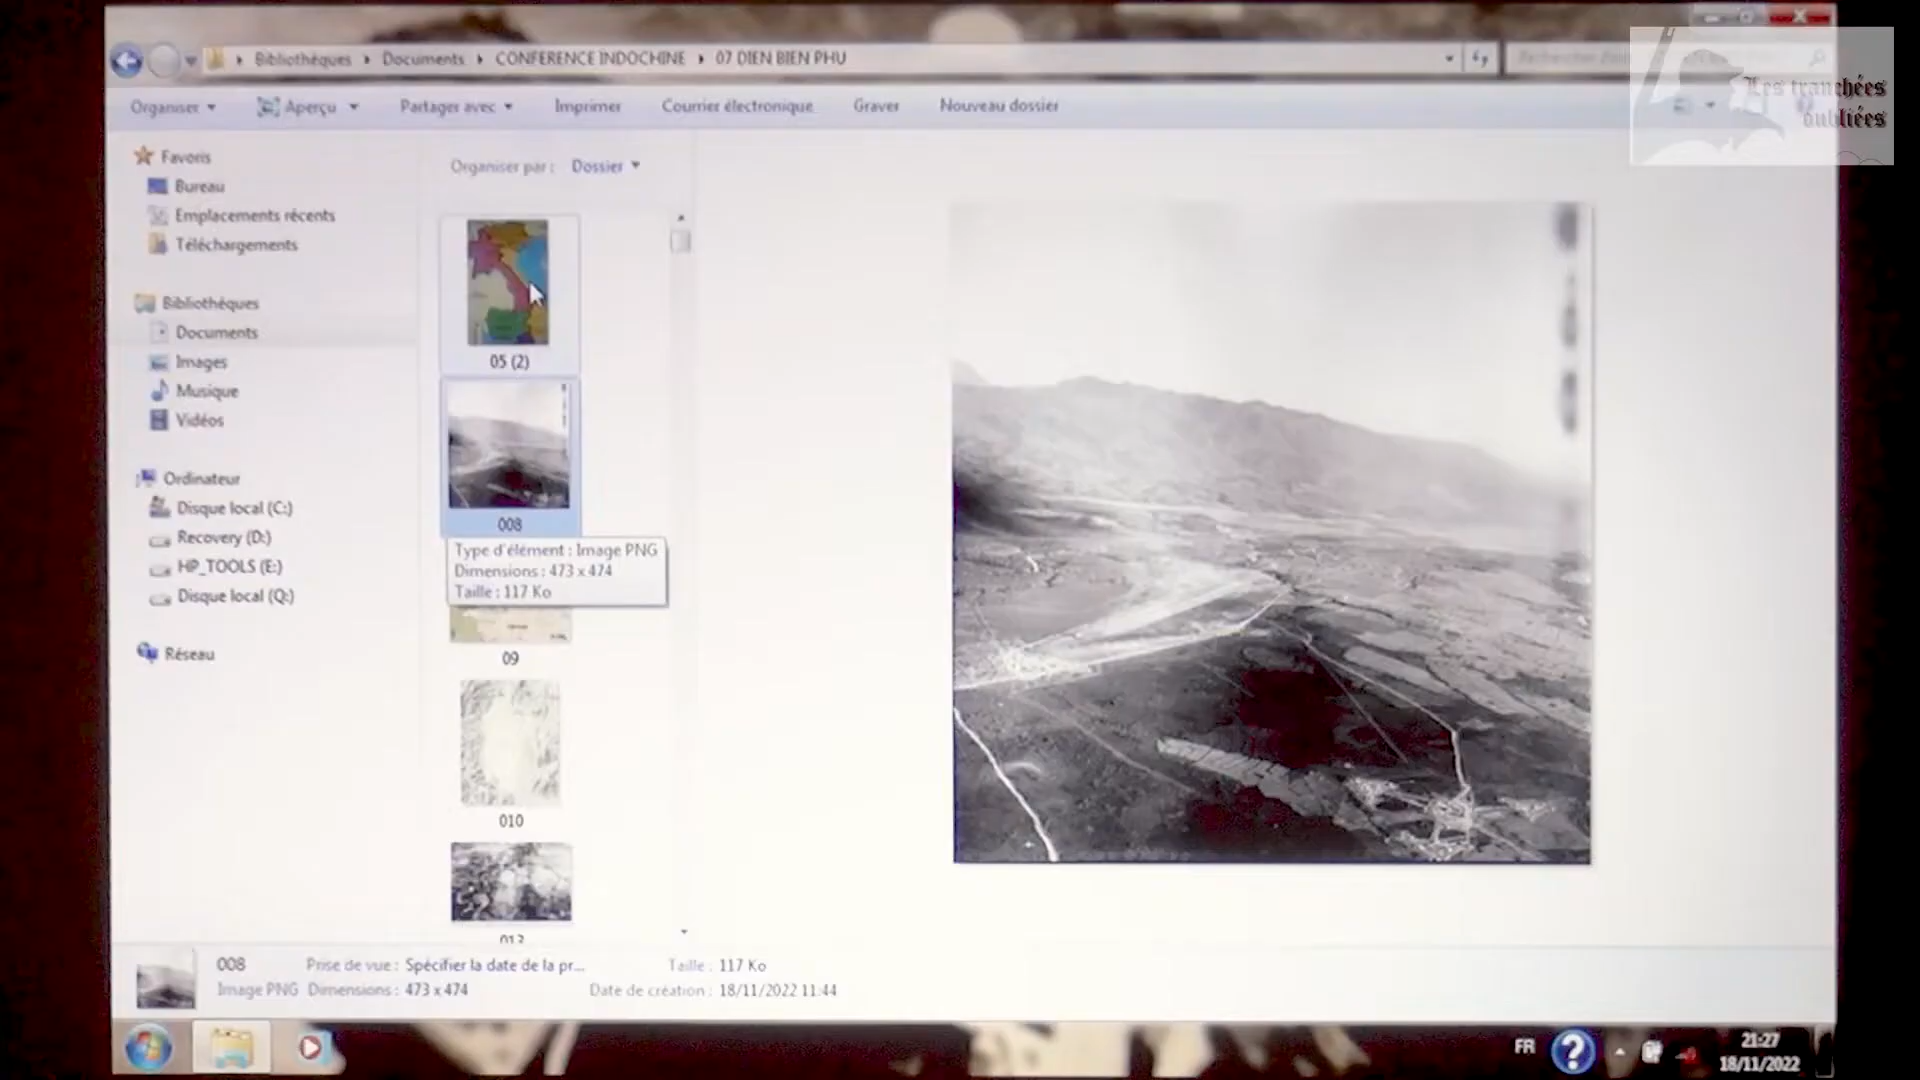 Bibliothèques ▸ Documents ▸ CONFERENCE INDOCHINE ▸ 07 DIEN BIEN PHU
Les tranchées
oubliées
Organiser Aperçu Partager avec Imprimer Courrier électronique Graver Nouveau dossier
Favoris
Bureau
Emplacements récents
Téléchargements
Bibliothèques
Documents
Images
Musique
Vidéos
Ordinateur
Disque local (C:)
Recovery (D:)
HP_TOOLS (E:)
Disque local (Q:)
Réseau
Organiser par : Dossier
05 (2)
008
Type d'élément : Image PNG
Dimensions : 473 x 474
Taille : 117 Ko
09
010
008 Prise de vue : Spécifier la date de la pr... Taille : 117 Ko
Image PNG Dimensions : 473 x 474 Date de création : 18/11/2022 11:44
FR
?
21:27
18/11/2022